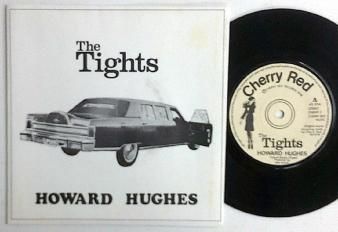 The
Tights
HOWARD HUGHES
Cherry Red
A
The
Tights
HOWARD HUGHES